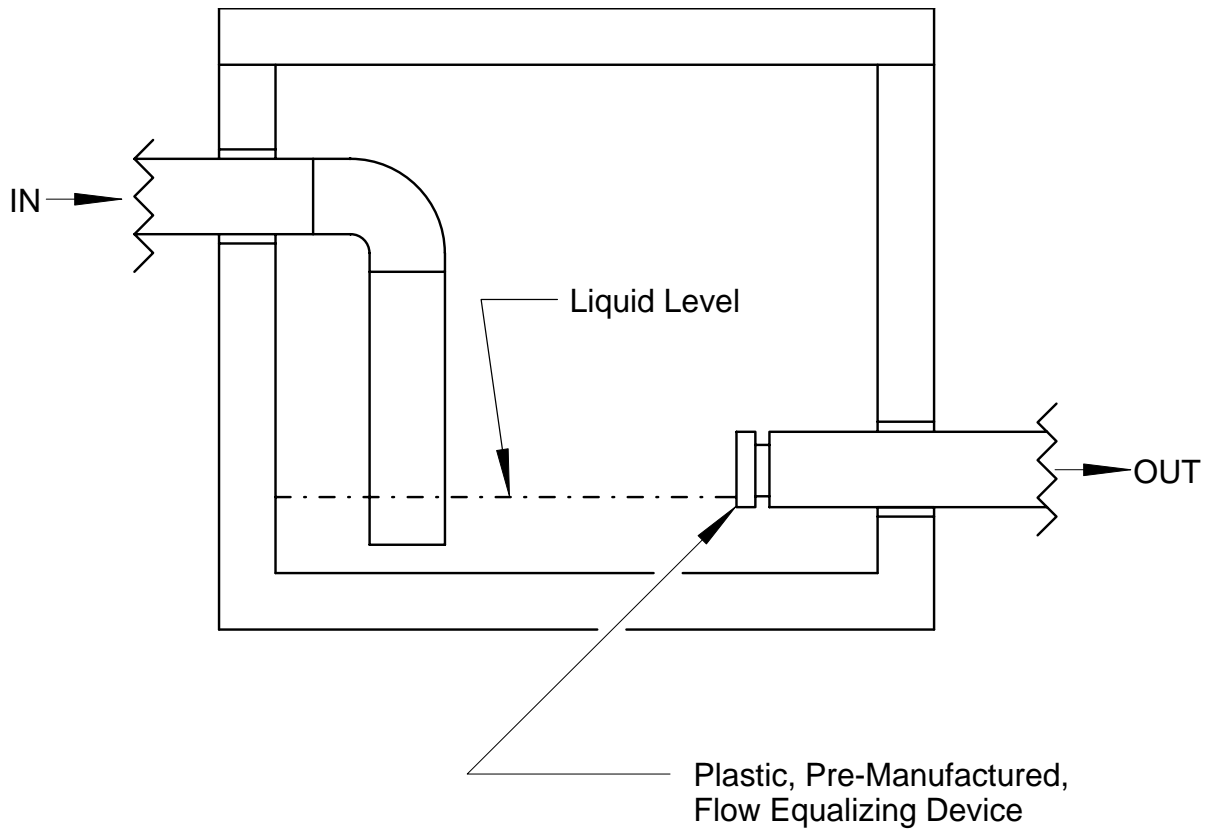 IN
Liquid Level
OUT
Plastic, Pre-Manufactured,
Flow Equalizing Device